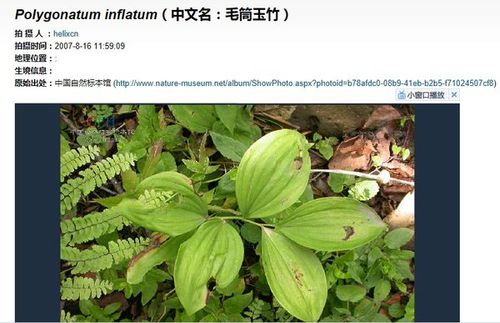 Polygonatum inflatum（中文名：毛筒玉竹）
拍 摄 人 ：helixcn
拍摄时间：2007-8-16 11:59:09
地理位置：:
生境信息：
原始出处：中国自然标本馆 (http://www.nature-museum.net/album/ShowPhoto.aspx?photoid=b78afdc0-08b9-41eb-b2b5-f71024507cf8)
小窗口播放 ×